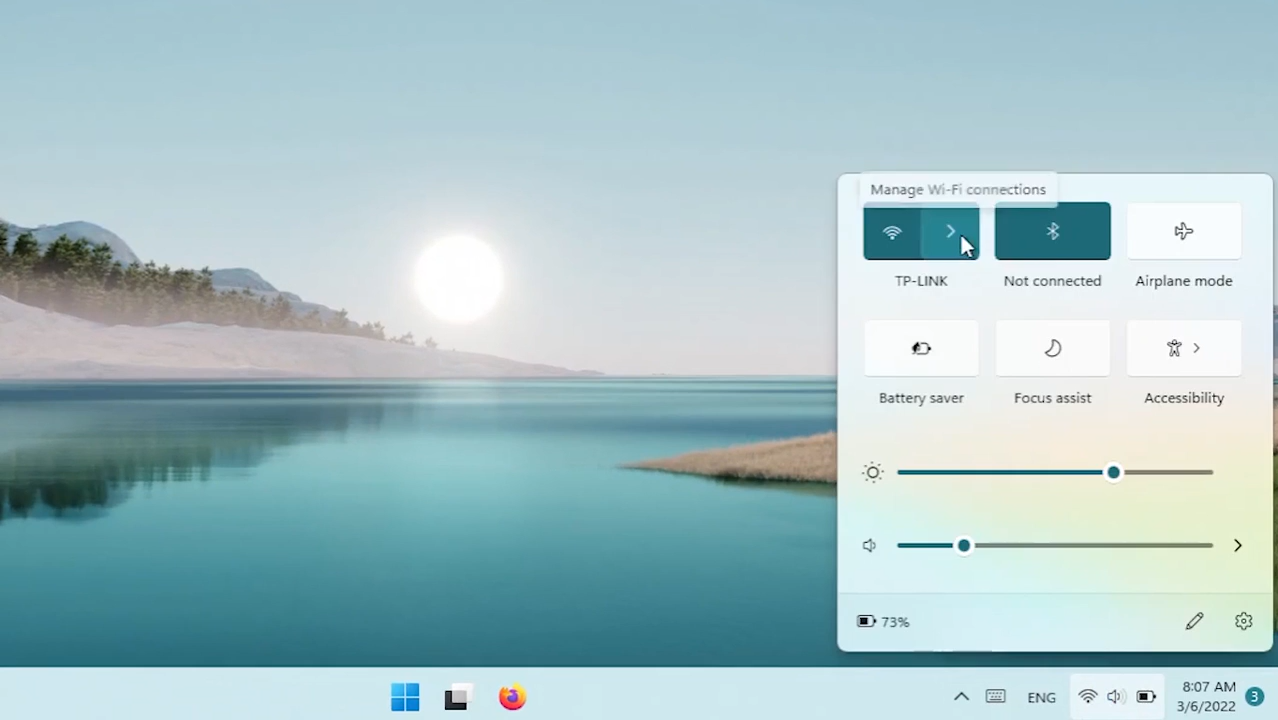 Manage Wi-Fi connections
TP-LINK
Not connected
Airplane mode
Battery saver
Focus assist
Accessibility
73%
ENG
8:07 AM
3/6/2022
3